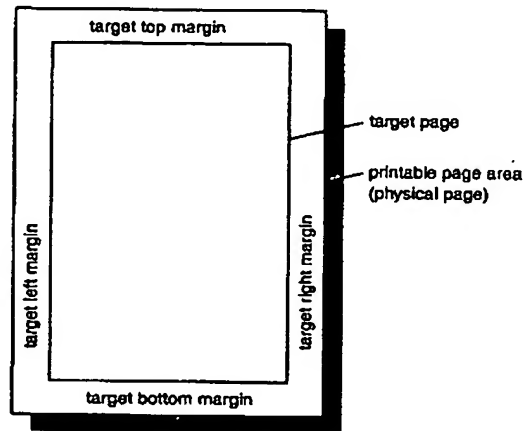 target top margin
target page
printable page area
(physical page)
target left margin
target right margin
target bottom margin